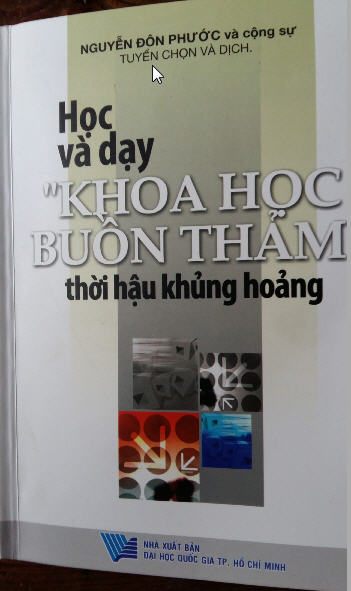 NGUYỄN ĐÔN PHƯỚC và cộng sự
TUYỂN CHỌN VÀ DỊCH.
Học
và dạy
"KHOA HỌC
BUỒN THẢM
thời hậu khủng hoảng
NHÀ XUẤT BẢN
ĐẠI HỌC QUỐC GIA TP. HỒ CHÍ MINH